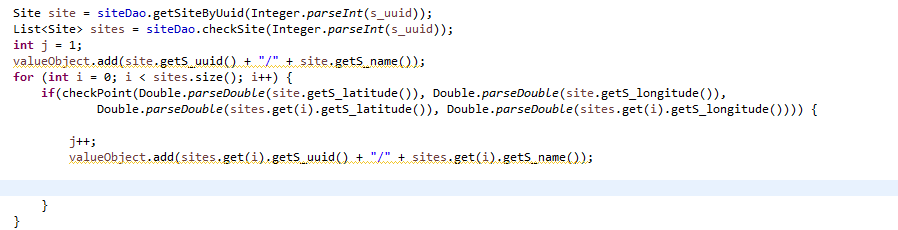 Site site = siteDao.getSiteByUuid(Integer.parseInt(s_uuid));
List<Site> sites = siteDao.checkSite(Integer.parseInt(s_uuid));
int j = 1;
valueObject.add(site.getS_uuid() + "/" + site.getS_name());
for (int i = 0; i < sites.size(); i++) {
if(checkPoint(Double.parseDouble(site.getS_latitude()), Double.parseDouble(site.getS_longitude()),
Double.parseDouble(sites.get(i).getS_latitude()), Double.parseDouble(sites.get(i).getS_longitude()))) {
j++;
valueObject.add(sites.get(i).getS_uuid() + "/" + sites.get(i).getS_name());
}
}